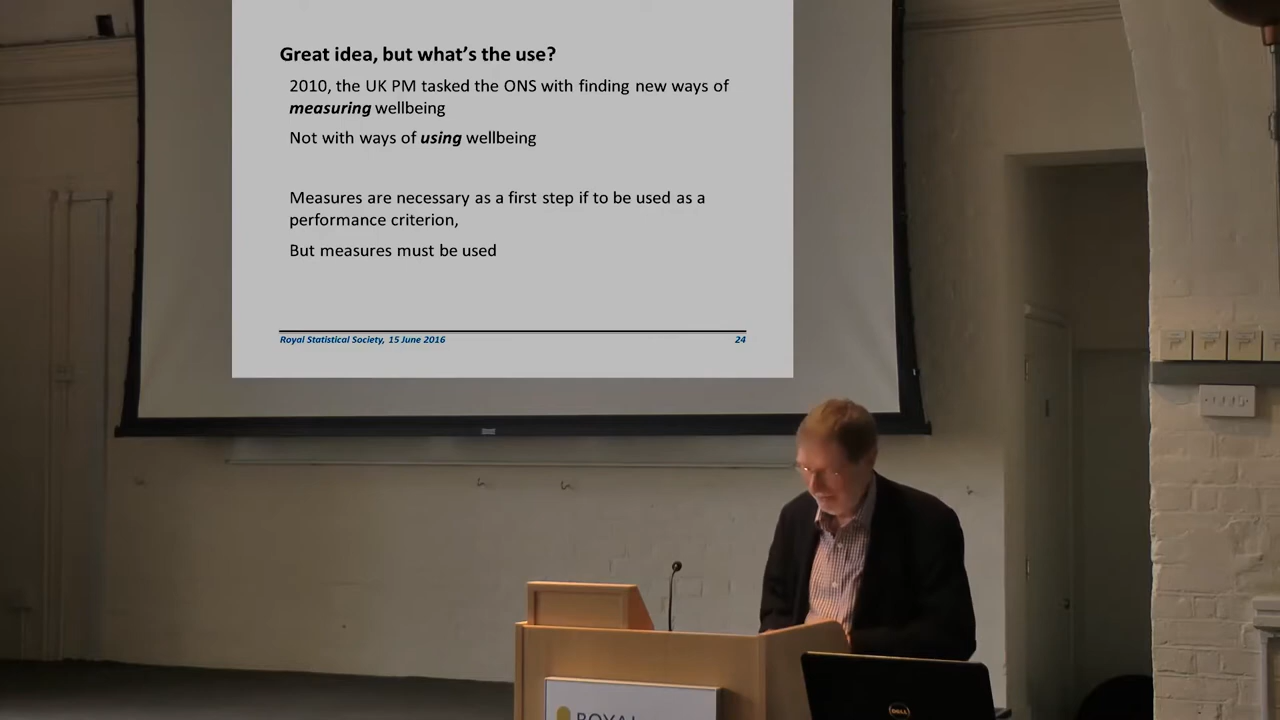 Great idea, but what's the use?
2010, the UK PM tasked the ONS with finding new ways of
measuring wellbeing
Not with ways of using wellbeing
Measures are necessary as a first step if to be used as a
performance criterion,
But measures must be used
Royal Statistical Society, 15 June 2016 24
ROYAL
DELL